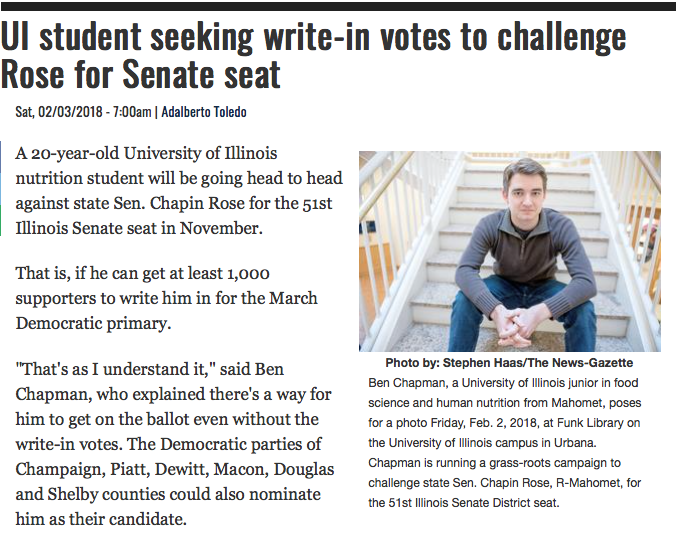 UI student seeking write-in votes to challenge
Rose for Senate seat
Sat, 02/03/2018 - 7:00am | Adalberto Toledo
A 20-year-old University of Illinois
nutrition student will be going head to head
against state Sen. Chapin Rose for the 51st
Illinois Senate seat in November.
That is, if he can get at least 1,000
supporters to write him in for the March
Democratic primary.
"That's as I understand it," said Ben
Chapman, who explained there's a way for
him to get on the ballot even without the
write-in votes. The Democratic parties of
Champaign, Piatt, Dewitt, Macon, Douglas
and Shelby counties could also nominate
him as their candidate.
Photo by: Stephen Haas/The News-Gazette
Ben Chapman, a University of Illinois junior in food
science and human nutrition from Mahomet, poses
for a photo Friday, Feb. 2, 2018, at Funk Library on
the University of Illinois campus in Urbana.
Chapman is running a grass-roots campaign to
challenge state Sen. Chapin Rose, R-Mahomet, for
the 51st Illinois Senate District seat.